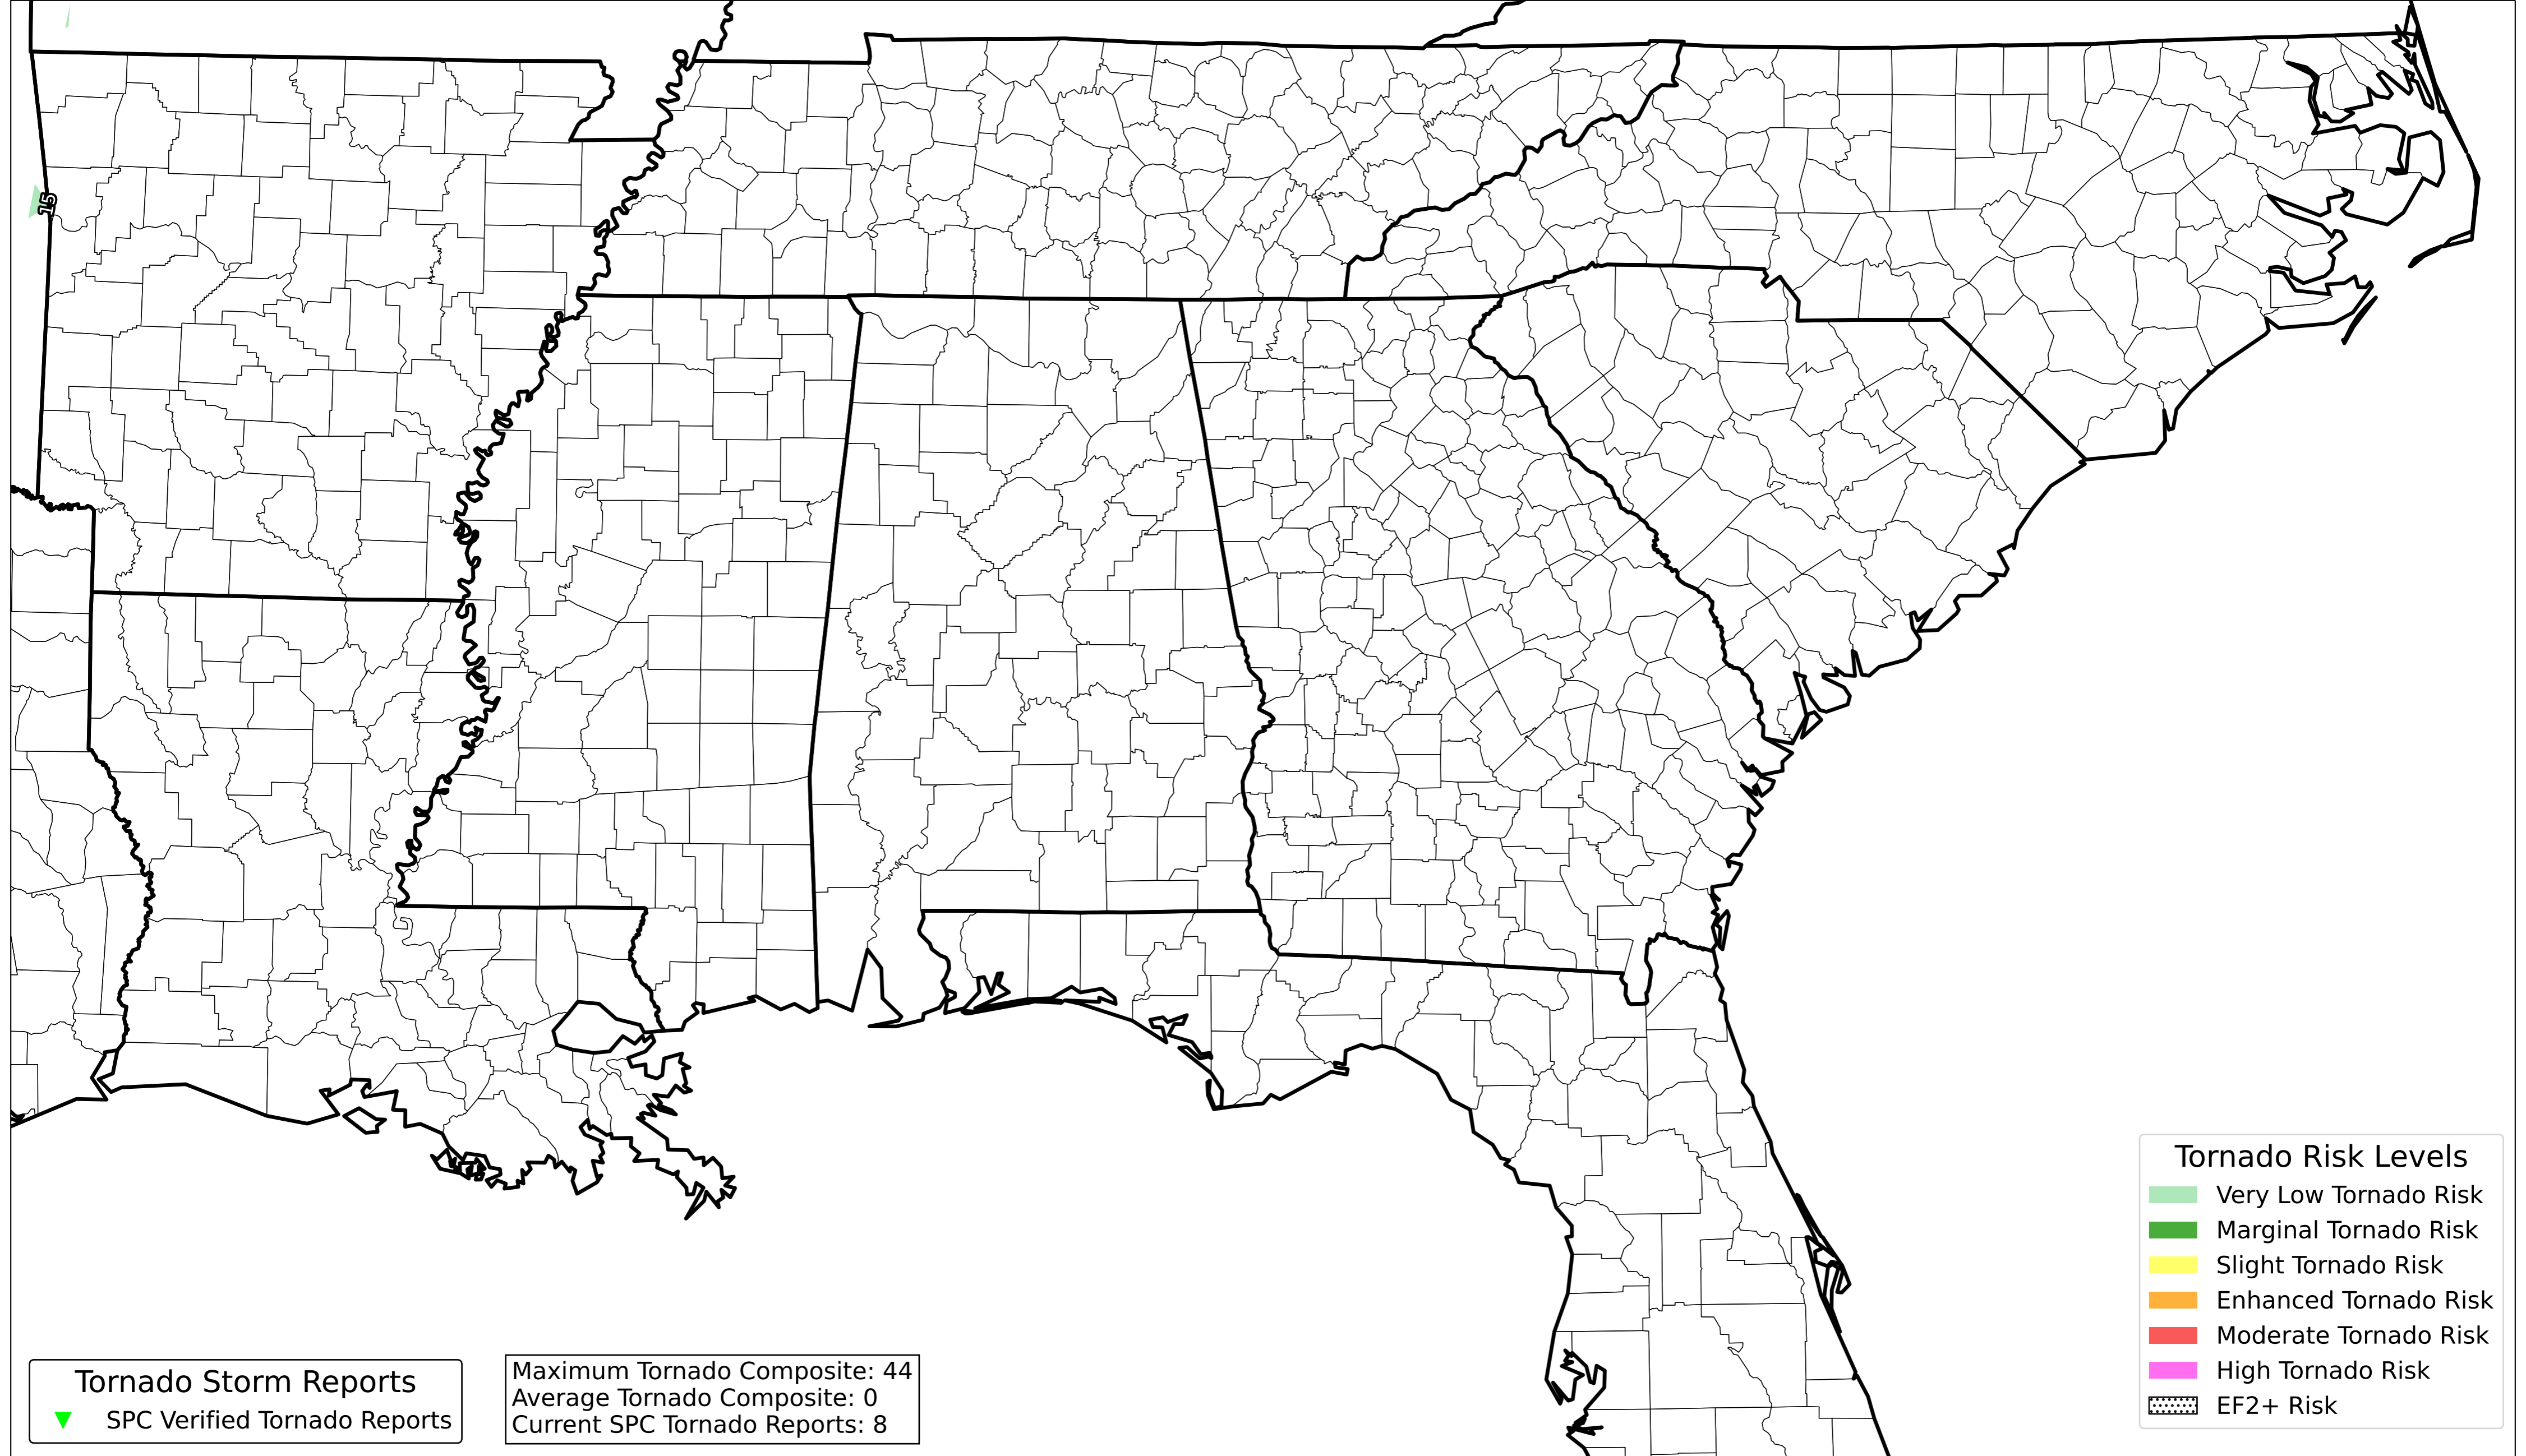 15
Tornado Storm Reports
SPC Verified Tornado Reports
Maximum Tornado Composite: 44
Average Tornado Composite: 0
Current SPC Tornado Reports: 8
Tornado Risk Levels
Very Low Tornado Risk
Marginal Tornado Risk
Slight Tornado Risk
Enhanced Tornado Risk
Moderate Tornado Risk
High Tornado Risk
EF2+ Risk